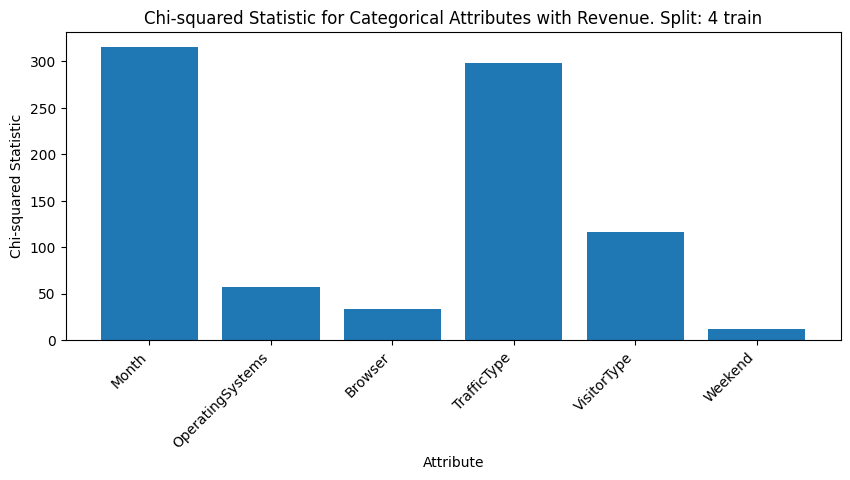 Chi-squared Statistic for Categorical Attributes with Revenue. Split: 4 train
Chi-squared Statistic
300
250
200
150
100
50
0
Month
OperatingSystems
Browser
TrafficType
VisitorType
Weekend
Attribute